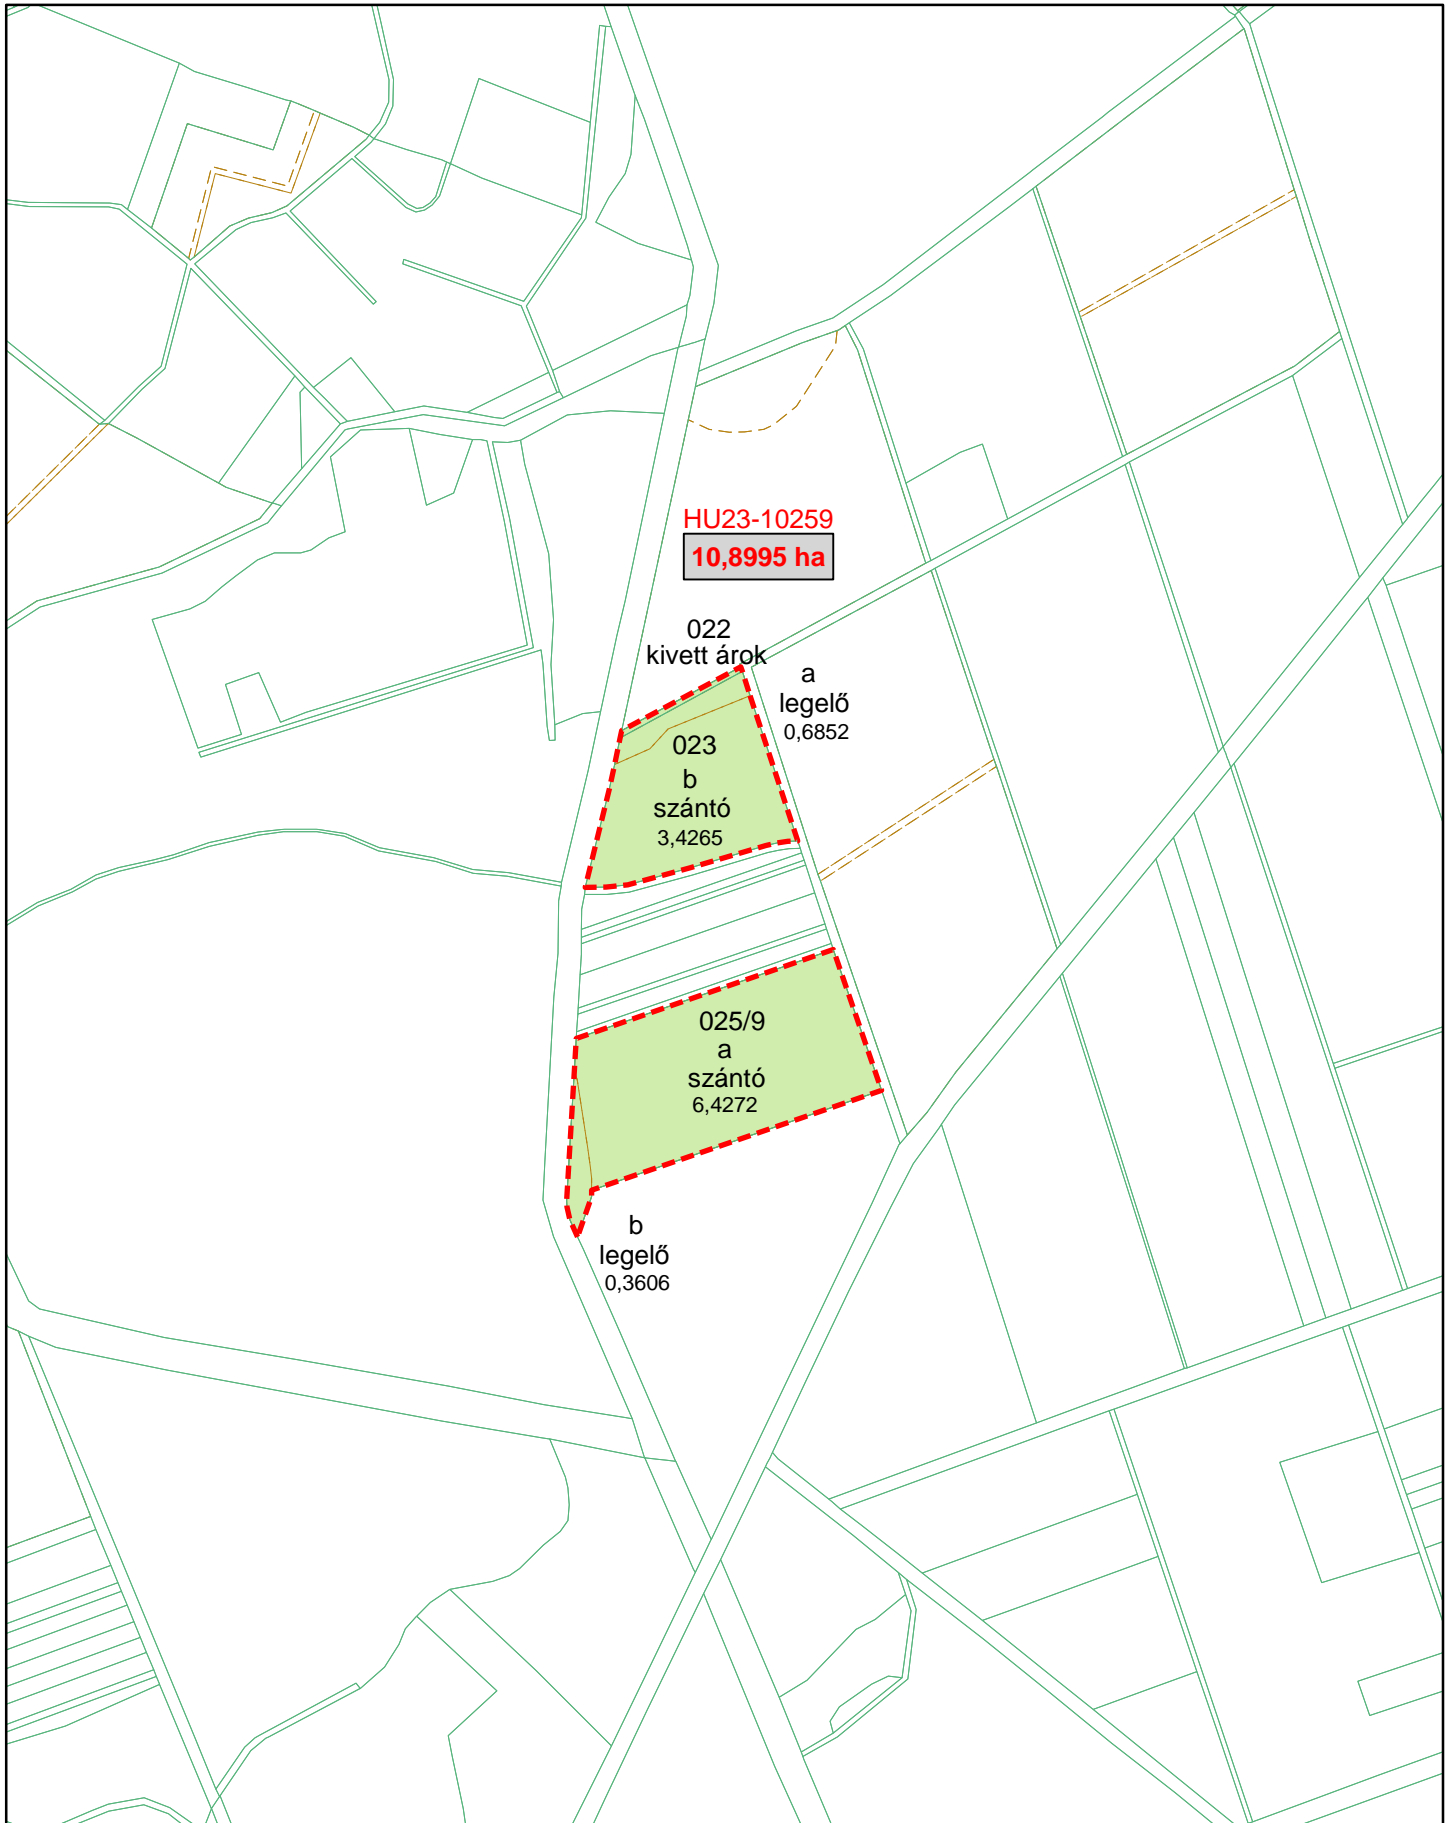 HU23-10259
10,8995 ha
022
kivett árok
a
legelő
0,6852
023
b
szántó
3,4265
025/9
a
szántó
6,4272
b
legelő
0,3606